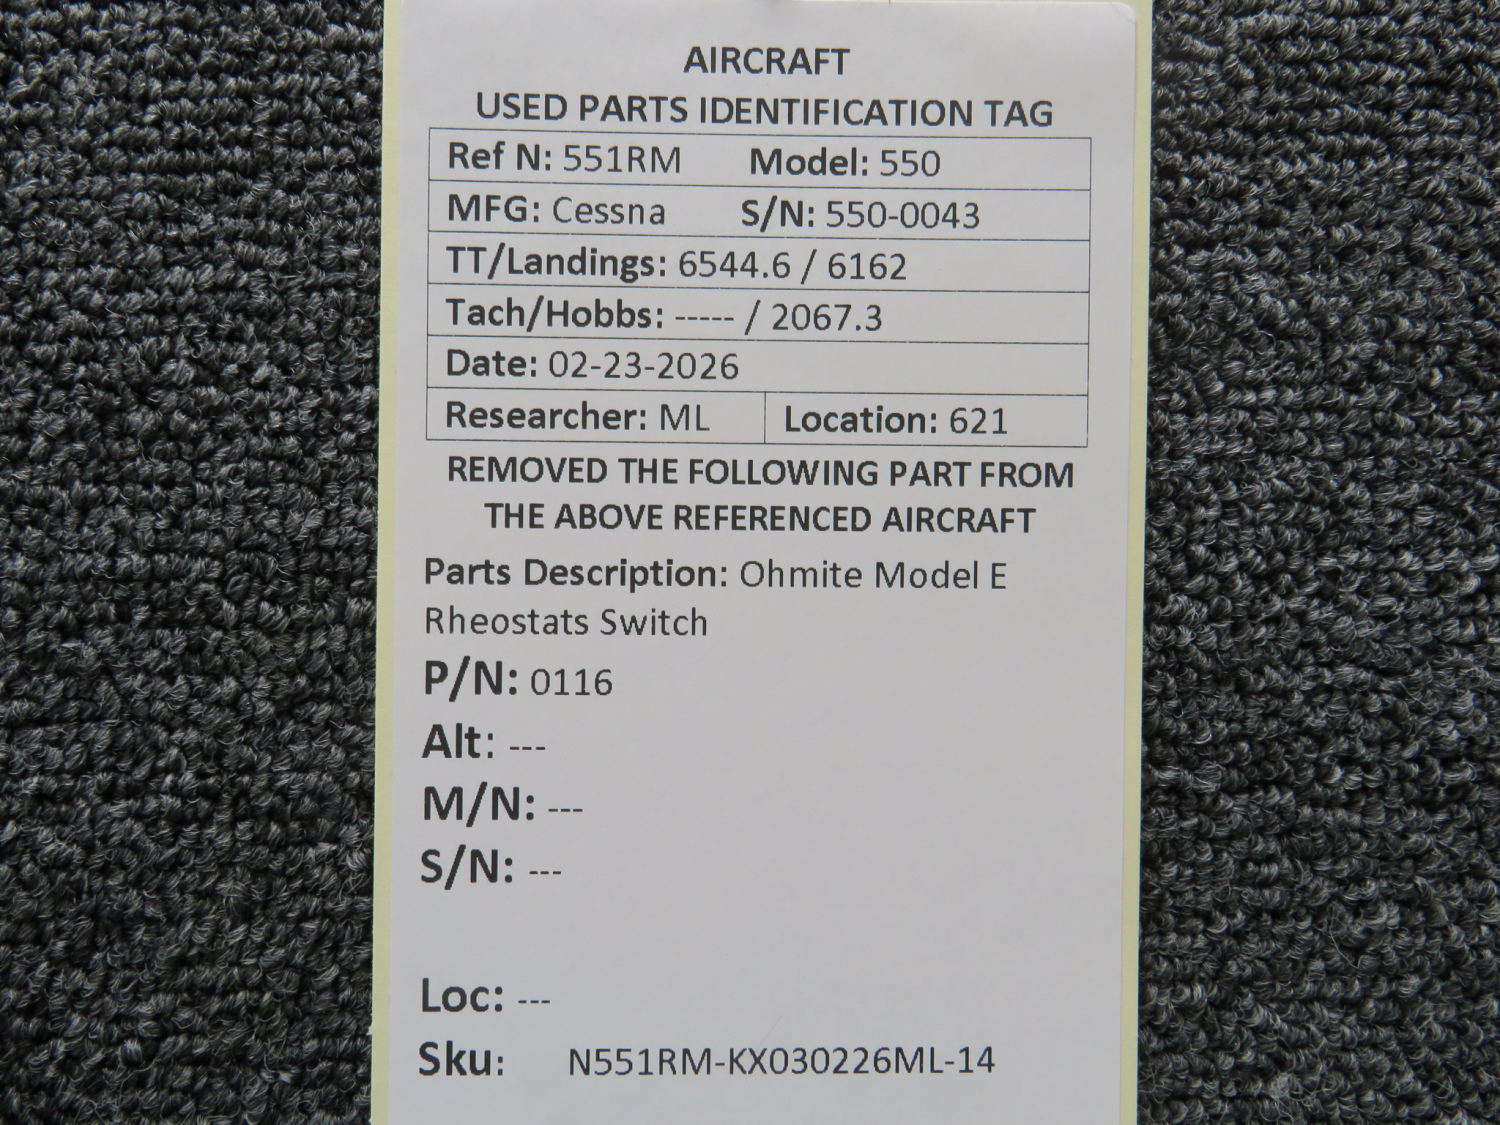 AIRCRAFT
USED PARTS IDENTIFICATION TAG
Ref N: 551RM Model: 550
MFG: Cessna S/N: 550-0043
TT/Landings: 6544.6 / 6162
Tach/Hobbs: ----- / 2067.3
Date: 02-23-2026
Researcher: ML Location: 621
REMOVED THE FOLLOWING PART FROM
THE ABOVE REFERENCED AIRCRAFT
Parts Description: Ohmite Model E
Rheostats Switch
P/N: 0116
Alt: ---
M/N: ---
S/N: ---
Loc: ---
Sku: N551RM-KX030226ML-14